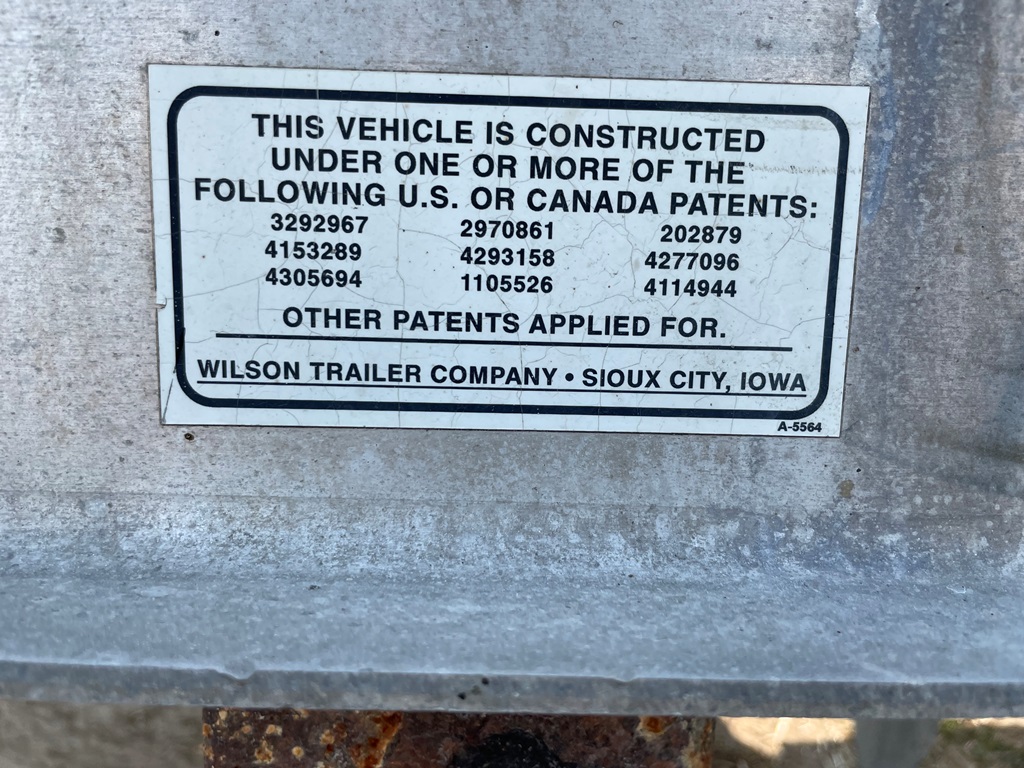 THIS VEHICLE IS CONSTRUCTED
UNDER ONE OR MORE OF THE
FOLLOWING U.S. OR CANADA PATENTS:
3292967 2970861 202879
4153289 4293158 4277096
4305694 1105526 4114944
OTHER PATENTS APPLIED FOR.
WILSON TRAILER COMPANY • SIOUX CITY, IOWA
A-5564